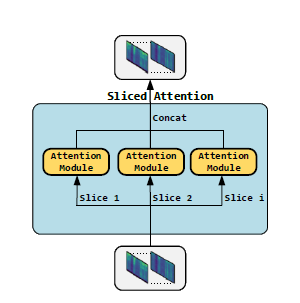 Sliced Attention
Concat
Attention Module
Attention Module
Attention Module
Slice 1
Slice 2
Slice i